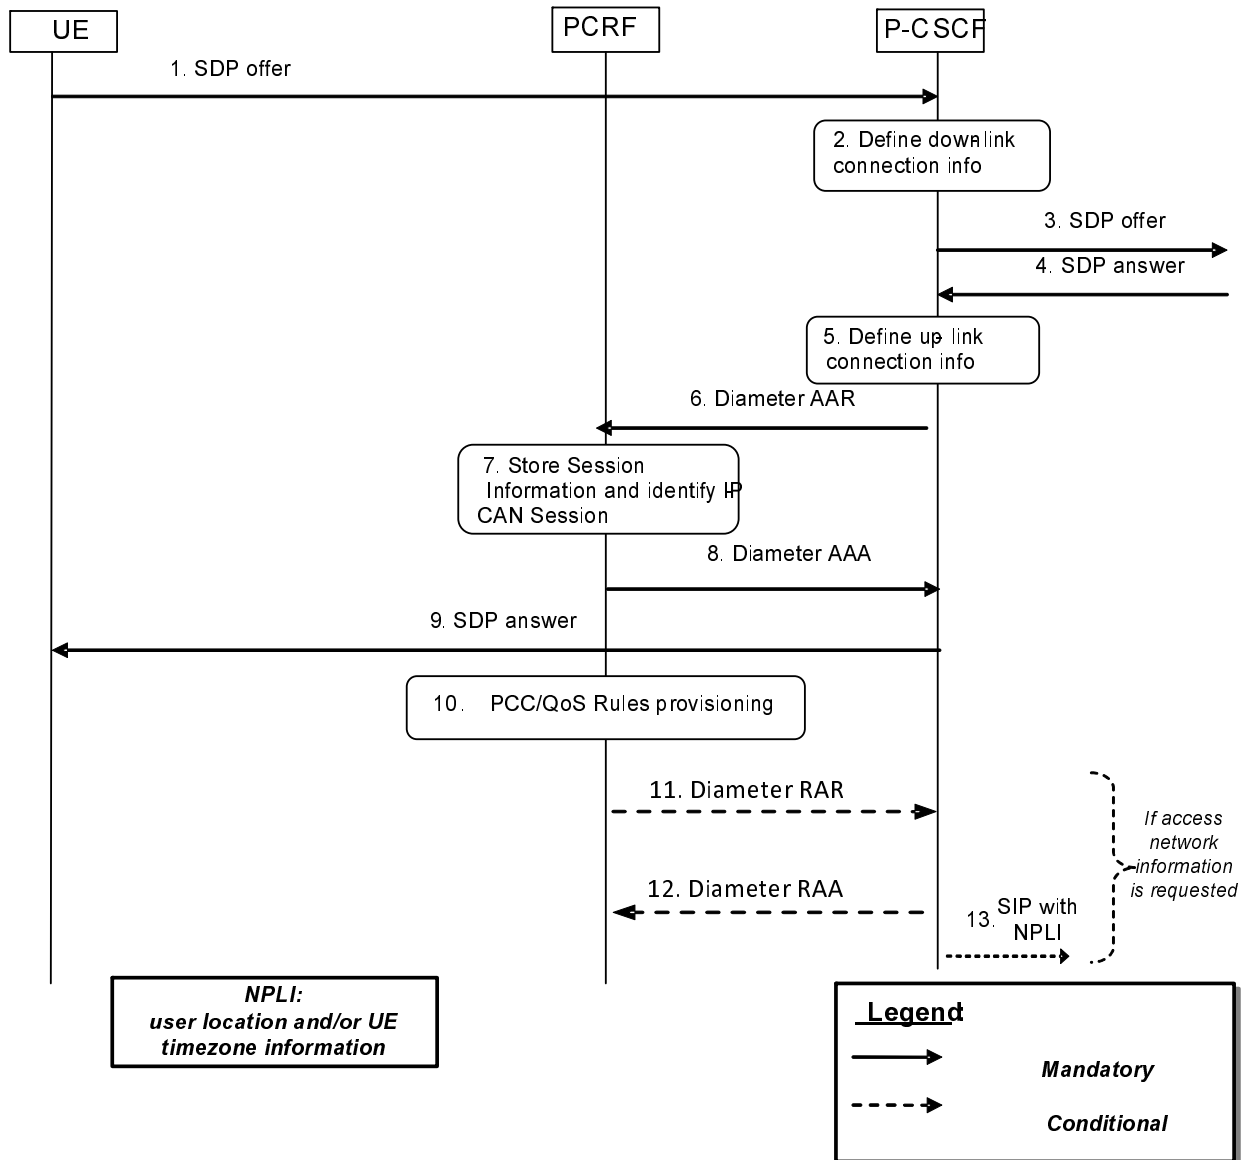 UE
PCRF
P-CSCF
1. SDP offer
2. Define downlink
connection info
3. SDP offer
4. SDP answer
5. Define up-link
connection info
6. Diameter AAR
7. Store Session
Information and identify IP-
CAN Session
8. Diameter AAA
9. SDP answer
10. PCC/QoS Rules provisioning
11. Diameter RAR
If access
network
information
is requested
12. Diameter RAA
13. SIP with
NPLI
NPLI:
user location and/or UE
timezone information
Legend:
Mandatory
Conditional